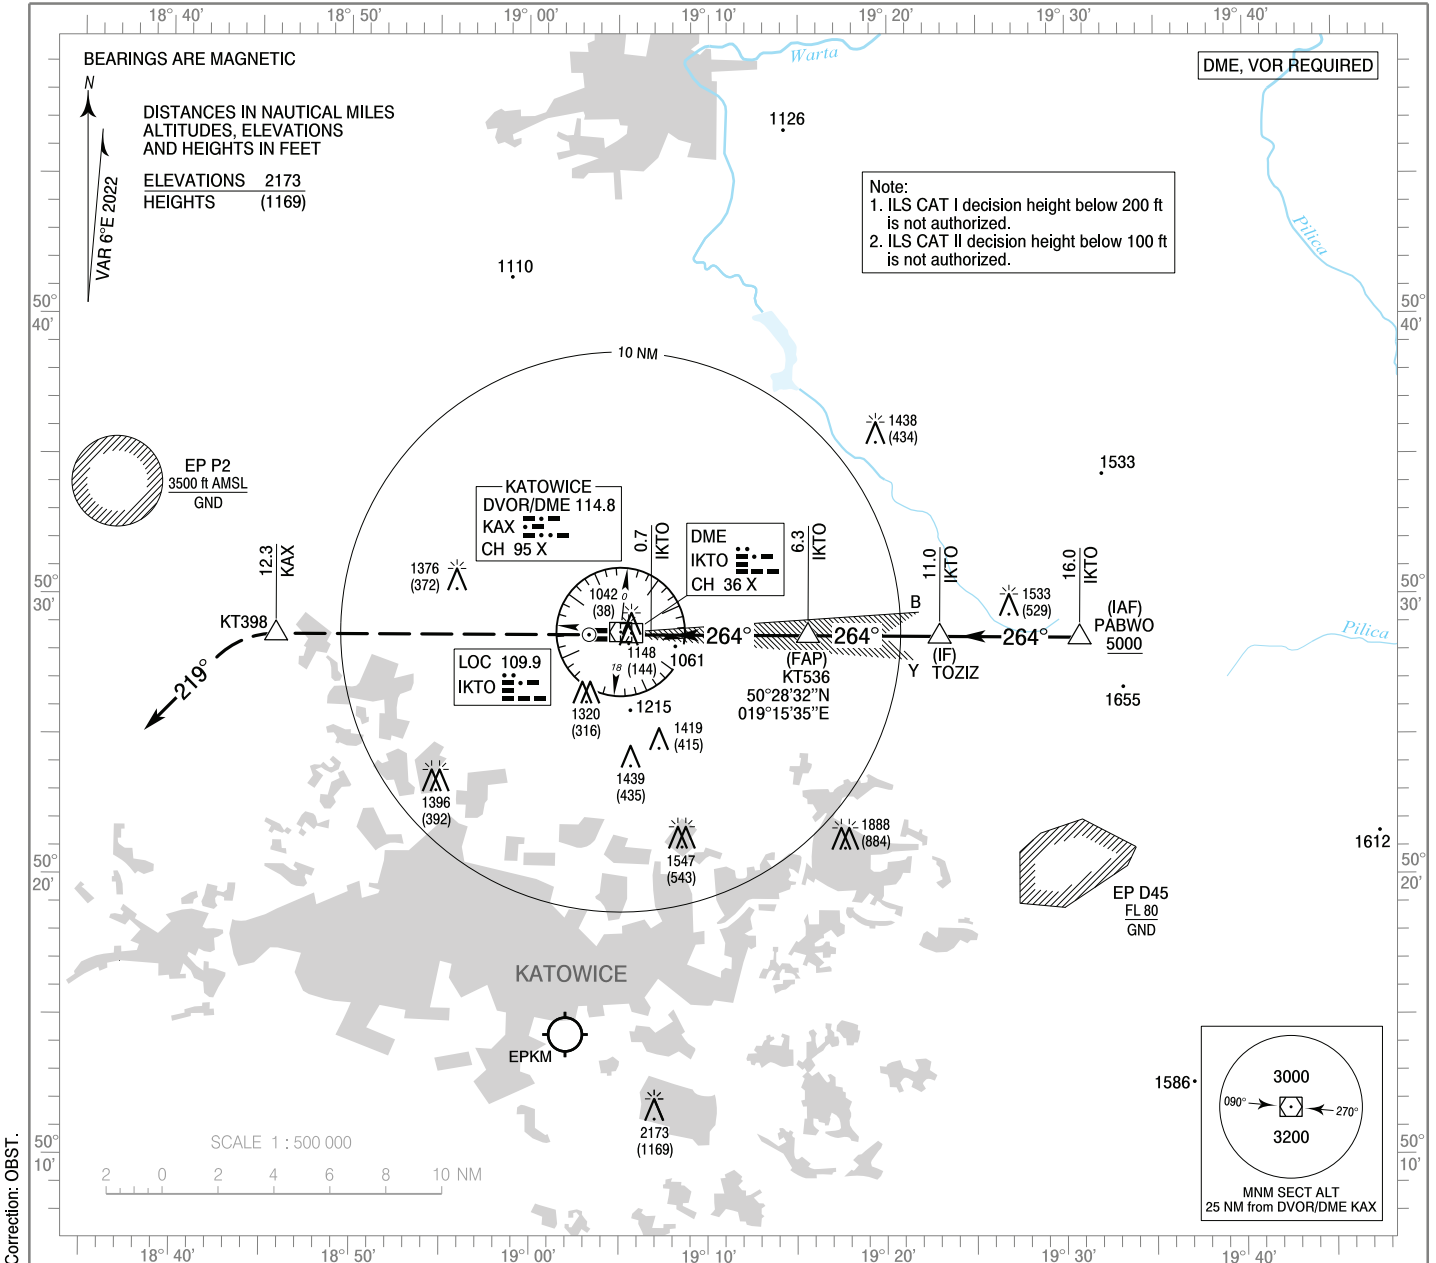 18° 40'
18° 50'
19° 00'
19° 10'
19° 20'
19° 30'
19° 40'
BEARINGS ARE MAGNETIC
N
VAR 6°E 2022
DISTANCES IN NAUTICAL MILES
ALTITUDES, ELEVATIONS
AND HEIGHTS IN FEET
ELEVATIONS 2173
HEIGHTS (1169)
Warta
DME, VOR REQUIRED
1126
Note:
1. ILS CAT I decision height below 200 ft
is not authorized.
2. ILS CAT II decision height below 100 ft
is not authorized.
Pilica
1110
50°
40'
50°
40'
10 NM
1438
(434)
1533
EP P2
3500 ft AMSL
GND
KATOWICE
DVOR/DME 114.8
KAX
CH 95 X
0.7
IKTO
DME
IKTO
CH 36 X
6.3
IKTO
11.0
IKTO
16.0
IKTO
12.3
KAX
1376
(372)
50°
30'
50°
30'
1533
(529)
1042
(38)
0
B
(IAF)
PABWO
5000
KT398
264°
264°
264°
Pilica
219°
LOC 109.9
IKTO
1148
(144)
1061
18
(FAP)
KT536
50°28'32"N
019°15'35"E
Y
(IF)
TOZIZ
1655
1320
(316)
1215
1419
(415)
1439
(435)
1396
(392)
1547
(543)
1888
(884)
1612
50°
20'
50°
20'
EP D45
FL 80
GND
KATOWICE
EPKM
1586
3000
090°
270°
3200
MNM SECT ALT
25 NM from DVOR/DME KAX
2173
(1169)
50°
10'
50°
10'
SCALE 1 : 500 000
2 0 2 4 6 8 10 NM
Correction: OBST.
18° 40'
18° 50'
19° 00'
19° 10'
19° 20'
19° 30'
19° 40'